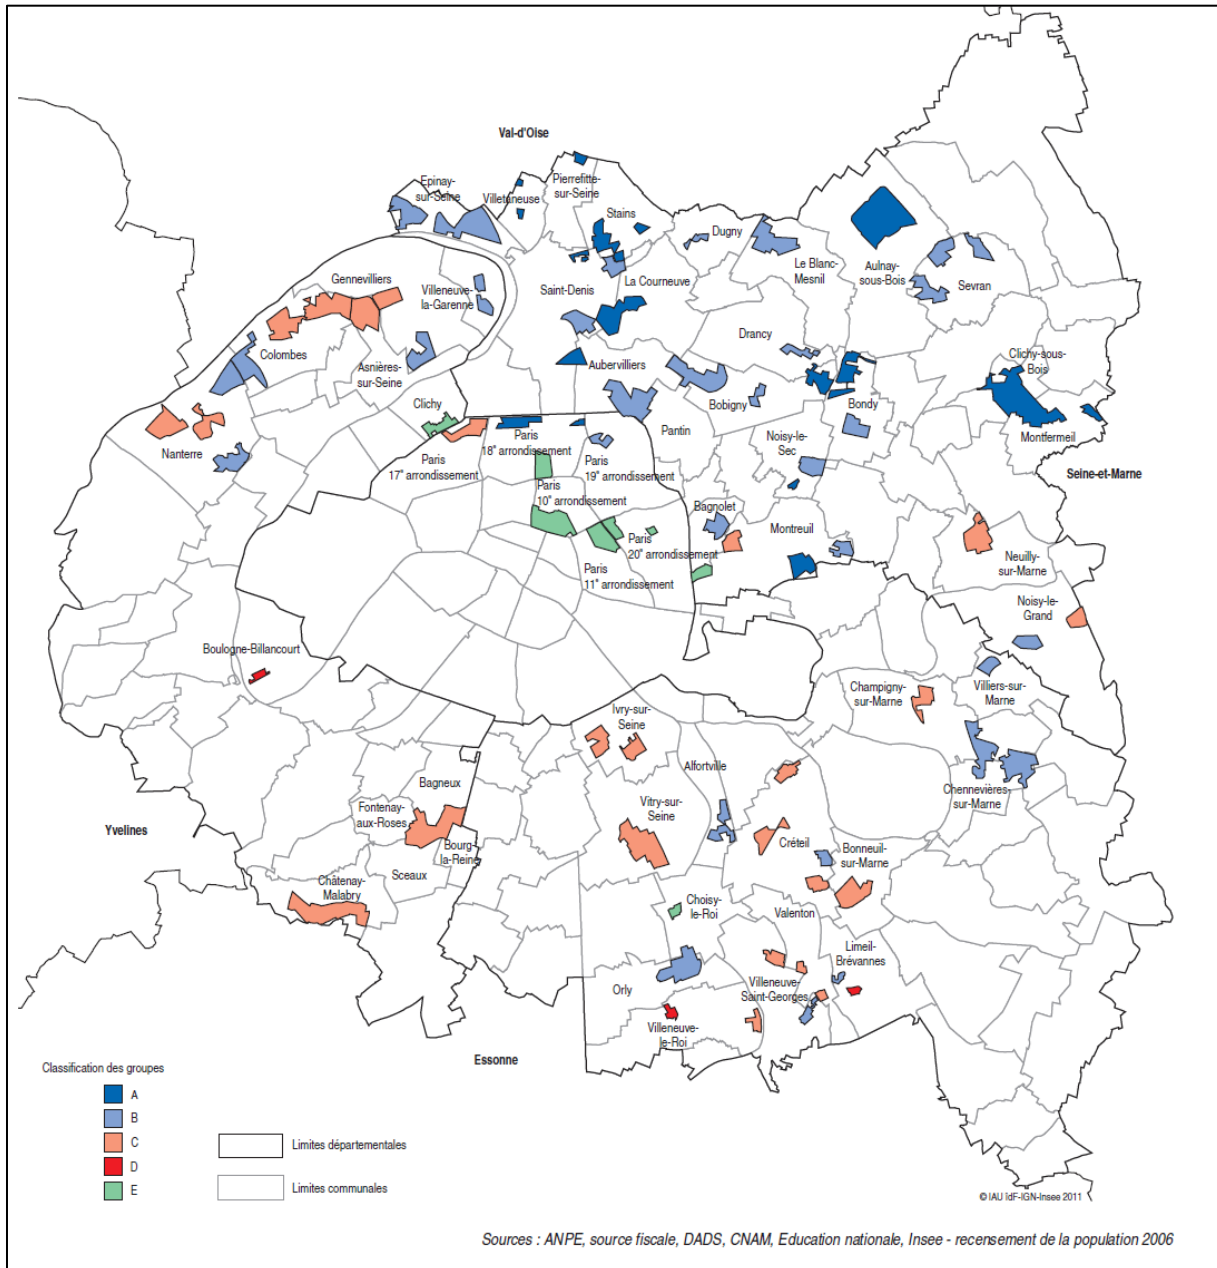 Val-d'Oise
Epinay-
sur-Seine
Villetaneuse
Pierrefitte-
sur-Seine
Stains
Dugny
Le Blanc-
Mesnil
Aulnay-
sous-Bois
Sevran
Gennevilliers
Villeneuve-
la-Garenne
Saint-Denis
La Courneuve
Drancy
Clichy-sous-
Bois
Colombes
Asnières-
sur-Seine
Aubervilliers
Bobigny
Bondy
Clichy
Pantin
Noisy-le-
Sec
Montfermeil
Nanterre
Paris
17° arrondissement
Paris
18° arrondissement
Paris
19° arrondissement
Seine-et-Marne
Paris
10° arrondissement
Bagnolet
Montreuil
Paris
20° arrondissement
Paris
11° arrondissement
Neuilly-
sur-Marne
Noisy-le-
Grand
Boulogne-Billancourt
Champigny-
sur-Marne
Villiers-sur-
Marne
Ivry-sur-
Seine
Alfortville
Bagneux
Fontenay-
aux-Roses
Vitry-sur-
Seine
Chennevières-
sur-Marne
Yvelines
Bourg-
la-Reine
Créteil
Bonneuil-
sur-Marne
Sceaux
Châtenay-
Malabry
Choisy-
le-Roi
Valenton
Limeil-
Brévannes
Orly
Villeneuve-
Saint-Georges
Villeneuve-
le-Roi
Essonne
Classification des groupes
A
B
C
D
E
Limites départementales
Limites communales
© IAU îdF-IGN-Insee 2011
Sources : ANPE, source fiscale, DADS, CNAM, Education nationale, Insee - recensement de la population 2006